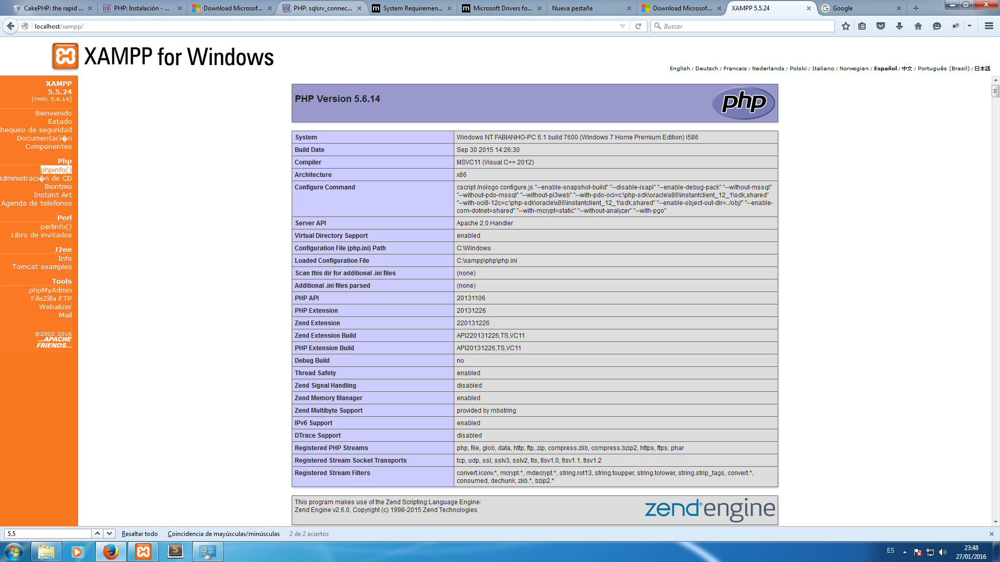 CakePHP: the rapid ...
PHP: Instalación - ...
Download Microsof...
PHP: sqlsrv_connec...
System Requiremen...
Microsoft Drivers fo...
Nueva pestaña
Download Microsof...
XAMPP 5.5.24
Google
localhost/xampp/
Buscar
XAMPP for Windows
English / Deutsch / Francais / Nederlands / Polski / Italiano / Norwegian / Español / 中文 / Português (Brasil) / 日本語
XAMPP
5.5.24
[PHP: 5.6.14]
Bienvenido
Estado
hequeo de seguridad
Documentaci�n
Componentes
Php
phpinfo()
Administraci�n de CD
Bioritmo
Instant Art
Agenda de telefonos
Perl
perlinfo()
Libro de invitados
J2ee
Info
Tomcat examples
Tools
phpMyAdmin
FileZilla FTP
Webalizer
Mail
©2002-2016
...APACHE
FRIENDS...
PHP Version 5.6.14
php
System Windows NT FABIANHO-PC 6.1 build 7600 (Windows 7 Home Premium Edition) i586
Build Date Sep 30 2015 14:26:30
Compiler MSVC11 (Visual C++ 2012)
Architecture x86
Configure Command cscript /nologo configure.js "--enable-snapshot-build" "--disable-isapi" "--enable-debug-pack" "--without-mssql"
"--without-pdo-mssql" "--without-pi3web" "--with-pdo-oci=c:\php-sdk\oracle\x86\instantclient_12_1\sdk,shared"
"--with-oci8-12c=c:\php-sdk\oracle\x86\instantclient_12_1\sdk,shared" "--enable-object-out-dir=../obj/" "--enable-
com-dotnet=shared" "--with-mcrypt=static" "--without-analyzer" "--with-pgo"
Server API Apache 2.0 Handler
Virtual Directory Support enabled
Configuration File (php.ini) Path C:\Windows
Loaded Configuration File C:\xampp\php\php.ini
Scan this dir for additional .ini files (none)
Additional .ini files parsed (none)
PHP API 20131106
PHP Extension 20131226
Zend Extension 220131226
Zend Extension Build API220131226,TS,VC11
PHP Extension Build API20131226,TS,VC11
Debug Build no
Thread Safety enabled
Zend Signal Handling disabled
Zend Memory Manager enabled
Zend Multibyte Support provided by mbstring
IPv6 Support enabled
DTrace Support disabled
Registered PHP Streams php, file, glob, data, http, ftp, zip, compress.zlib, compress.bzip2, https, ftps, phar
Registered Stream Socket Transports tcp, udp, ssl, sslv3, sslv2, tls, tlsv1.0, tlsv1.1, tlsv1.2
Registered Stream Filters convert.iconv.*, mcrypt.*, mdecrypt.*, string.rot13, string.toupper, string.tolower, string.strip_tags, convert.*,
consumed, dechunk, zlib.*, bzip2.*
This program makes use of the Zend Scripting Language Engine:
Zend Engine v2.6.0, Copyright (c) 1998-2015 Zend Technologies
zend®engine
5.5
Resaltar todo
Coincidencia de mayúsculas/minúsculas
2 de 2 aciertos
ES
23:48
27/01/2016